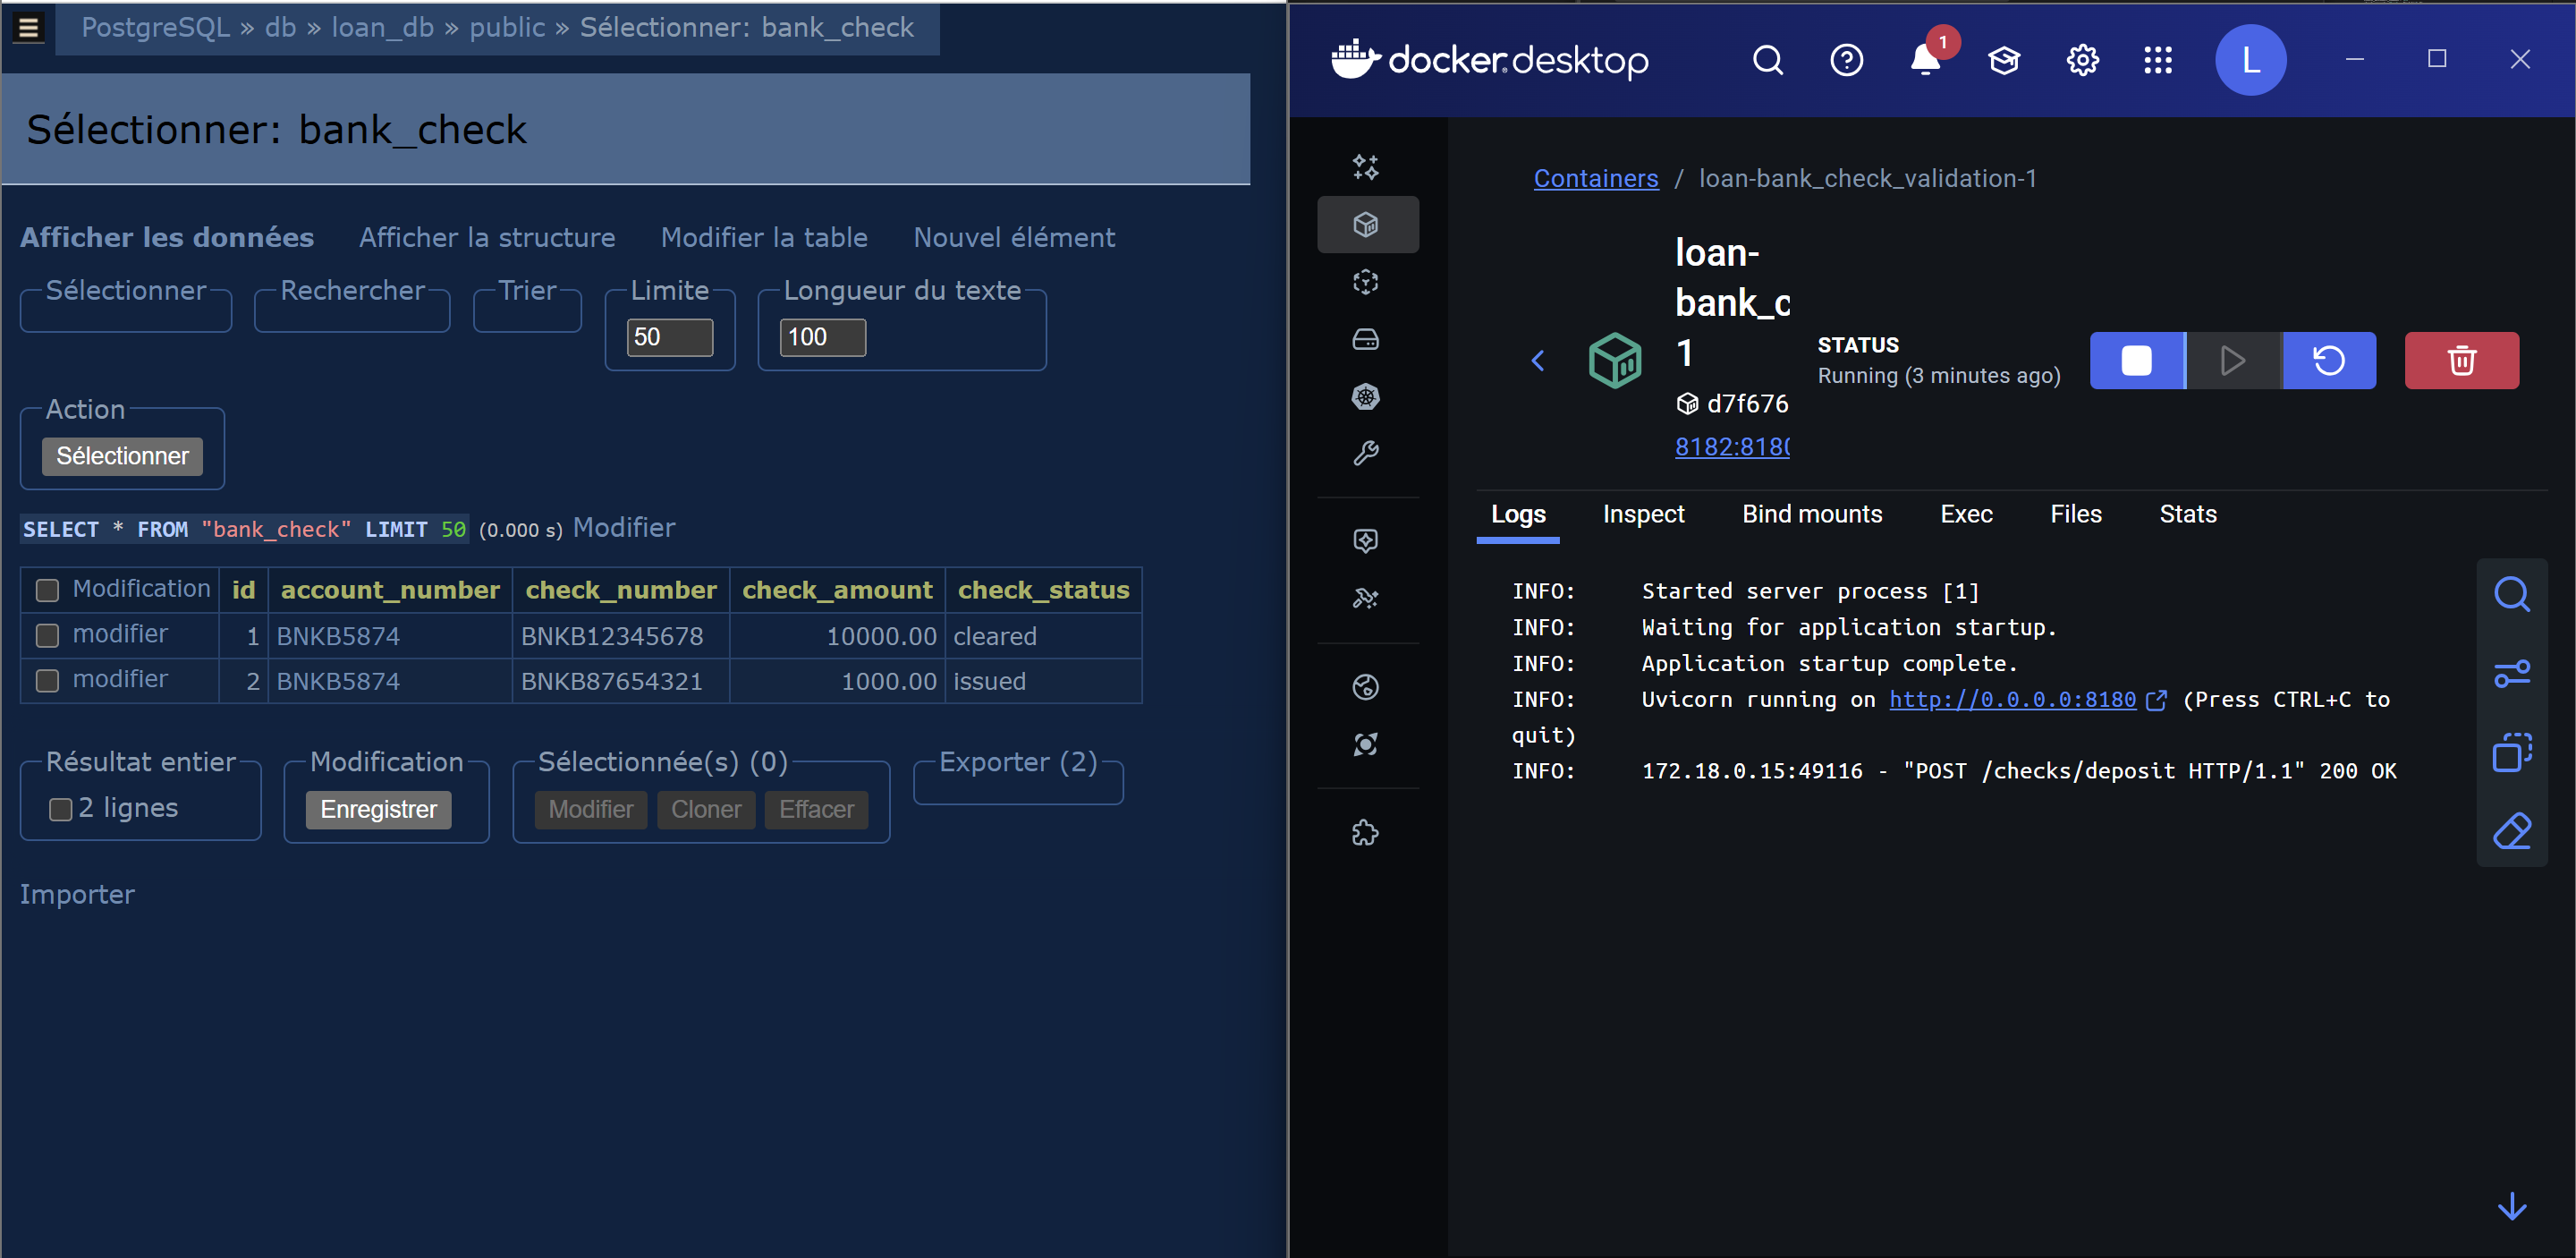 PostgreSQL » db » loan_db » public » Sélectionner: bank_check
Sélectionner: bank_check
Afficher les données Afficher la structure Modifier la table Nouvel élément
Sélectionner Rechercher Trier Limite Longueur du texte
50 100
Action
Sélectionner
SELECT * FROM "bank_check" LIMIT 50 (0.000 s) Modifier
Modification id account_number check_number check_amount check_status
modifier 1 BNKB5874 BNKB12345678 10000.00 cleared
modifier 2 BNKB5874 BNKB87654321 1000.00 issued
Résultat entier Modification Sélectionnée(s) (0) Exporter (2)
2 lignes Enregistrer Modifier Cloner Effacer
Importer
docker desktop 1 L
Containers / loan-bank_check_validation-1
loan-
bank_c
1
d7f676
8182:8180
STATUS
Running (3 minutes ago)
Logs Inspect Bind mounts Exec Files Stats
INFO: Started server process [1]
INFO: Waiting for application startup.
INFO: Application startup complete.
INFO: Uvicorn running on http://0.0.0.0:8180 (Press CTRL+C to
quit)
INFO: 172.18.0.15:49116 - "POST /checks/deposit HTTP/1.1" 200 OK